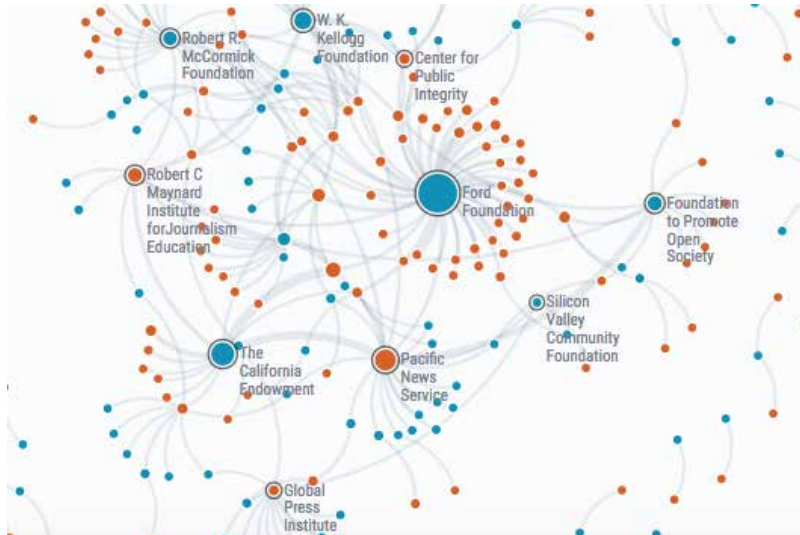 W. K.
Kellogg
Foundation
Robert R.
McCormick
Foundation
Center for
Public
Integrity
Robert C
Maynard
Institute
forJournalism
Education
Ford
Foundation
Foundation
to Promote
Open
Society
Silicon
Valley
Community
Foundation
The
California
Endowment
Pacific
News
Service
Global
Press
Institute